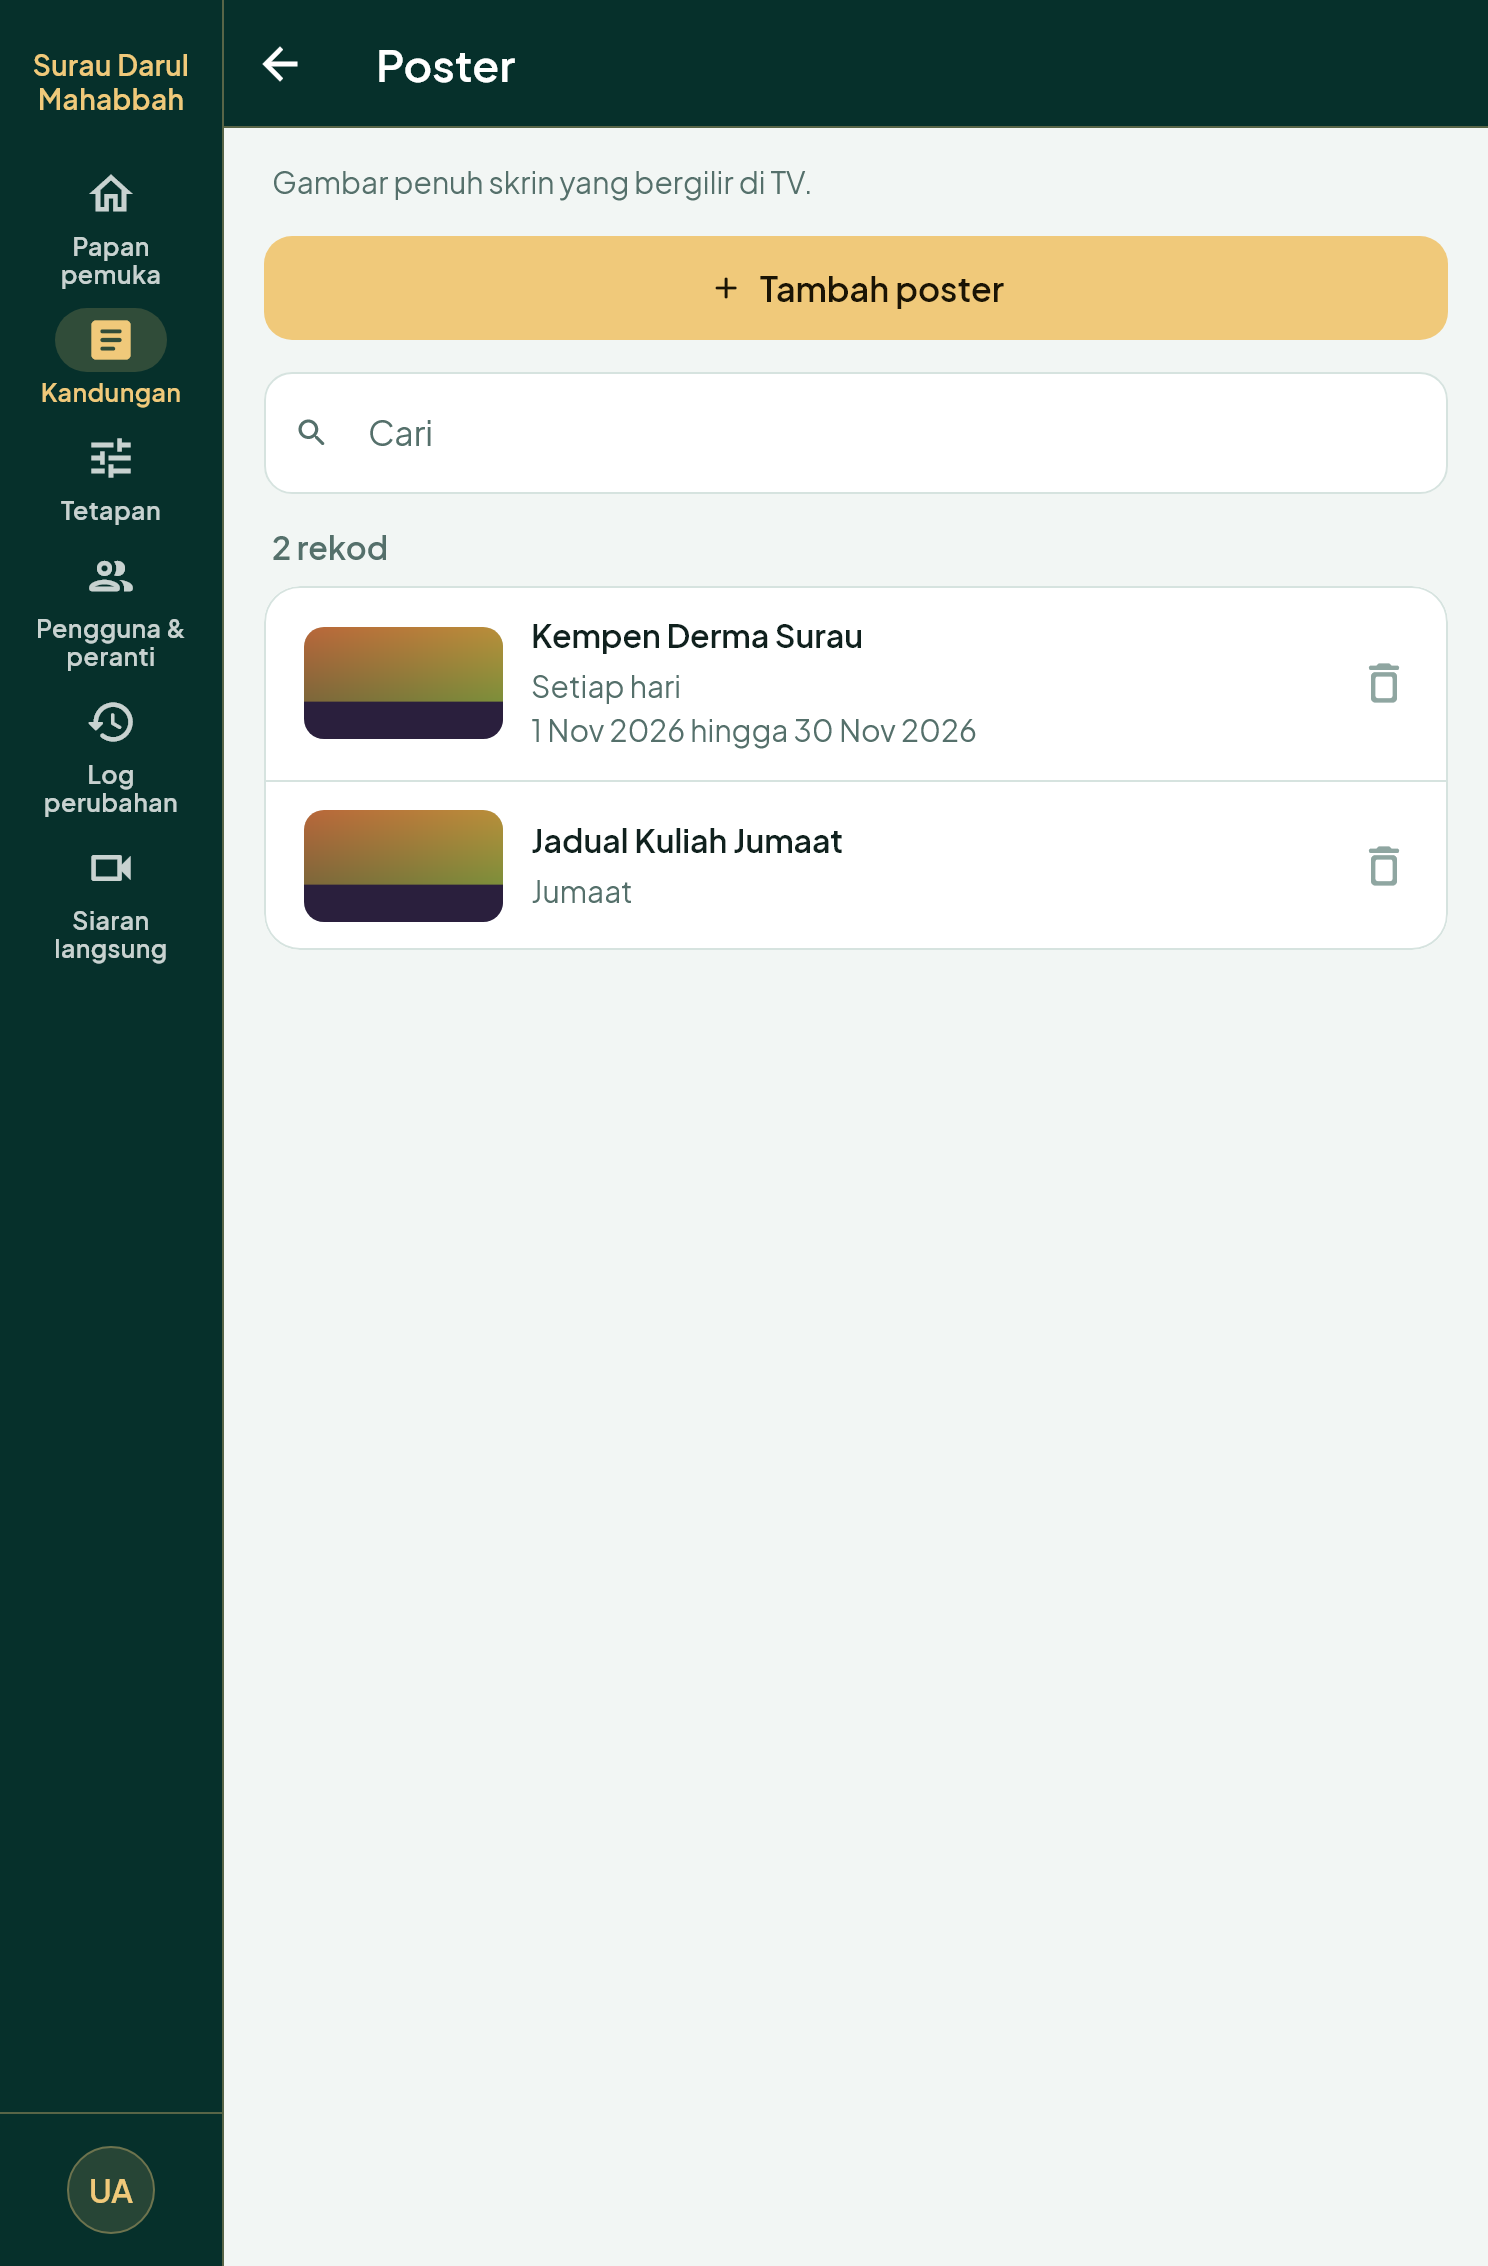 Surau Darul
Mahabbah
Papan
pemuka
Kandungan
Tetapan
Pengguna &
peranti
Log
perubahan
Siaran
langsung
UA
Poster
Gambar penuh skrin yang bergilir di TV.
+ Tambah poster
Cari
2 rekod
Kempen Derma Surau
Setiap hari
1 Nov 2026 hingga 30 Nov 2026
Jadual Kuliah Jumaat
Jumaat